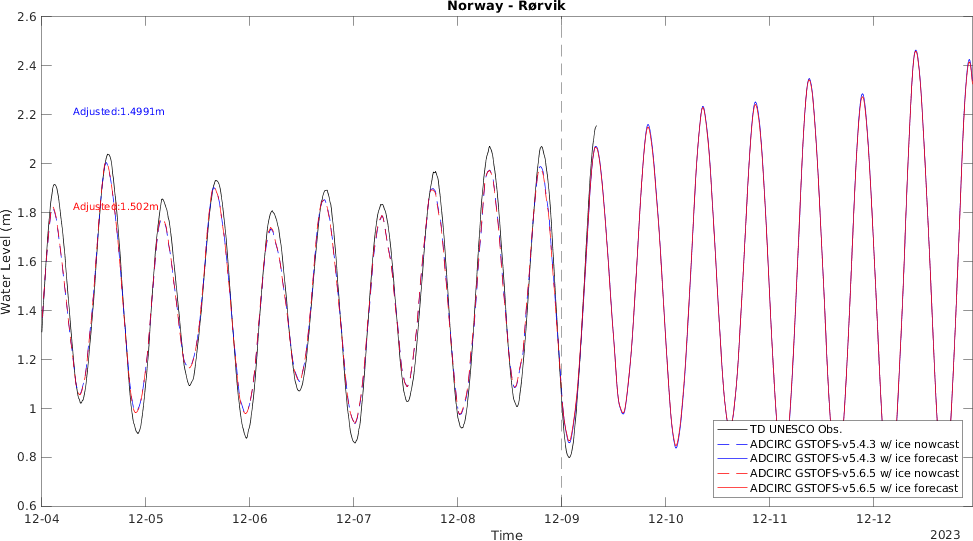 Norway - Rørvik
2.6
2.4
2.2
2
1.8
1.6
1.4
1.2
1
0.8
0.6
Water Level (m)
Adjusted:1.4991m
Adjusted:1.502m
TD UNESCO Obs.
ADCIRC GSTOFS-v5.4.3 w/ ice nowcast
ADCIRC GSTOFS-v5.4.3 w/ ice forecast
ADCIRC GSTOFS-v5.6.5 w/ ice nowcast
ADCIRC GSTOFS-v5.6.5 w/ ice forecast
12-04 12-05 12-06 12-07 12-08 12-09 12-10 12-11 12-12
Time
2023